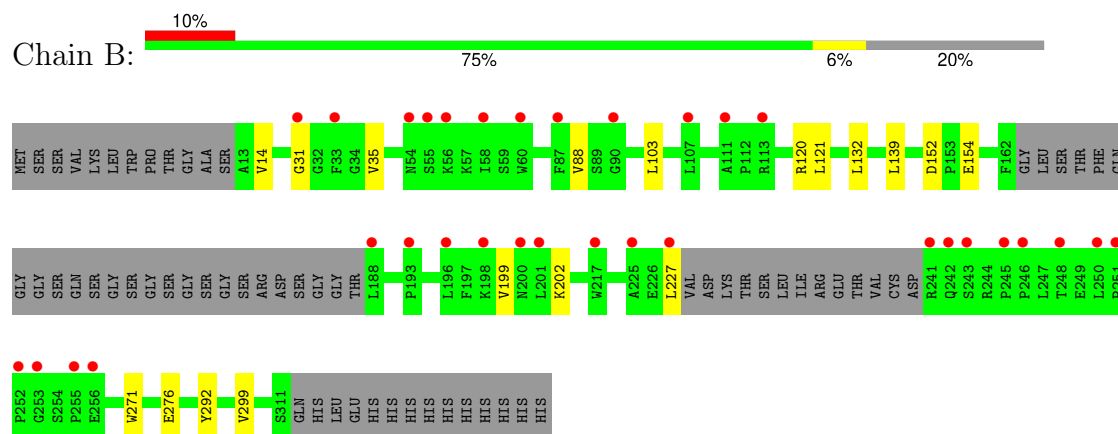 10%
Chain B:
75% 6% 20%
MET SER SER VAL LYS LEU TRP PRO THR GLY ALA SER A13 V14 G31 G32 F33 G34 V35 N54 S55 K56 K57 I58 S59 W60 F87 V88 S89 G90 L103 L107 A111 P112 R113 R120 L121 L132 L139 D152 P153 E154 F162 GLY LEU SER THR PHE GLN
GLY GLY SER GLN SER GLY SER GLY SER GLY SER GLY SER ARG ASP SER GLY GLY THR L188 P193 L196 F197 K198 V199 N200 L201 K202 W217 A225 E226 L227 VAL ASP LYS THR SER LEU ILE ARG GLU THR VAL CYS ASP R241 Q242 S243 R244 P245 P246 L247 T248 E249 L250
P252 G253 S254 P255 E256 W271 E276 Y292 V299 S311 GLN HIS LEU GLU HIS HIS HIS HIS HIS HIS HIS HIS HIS HIS